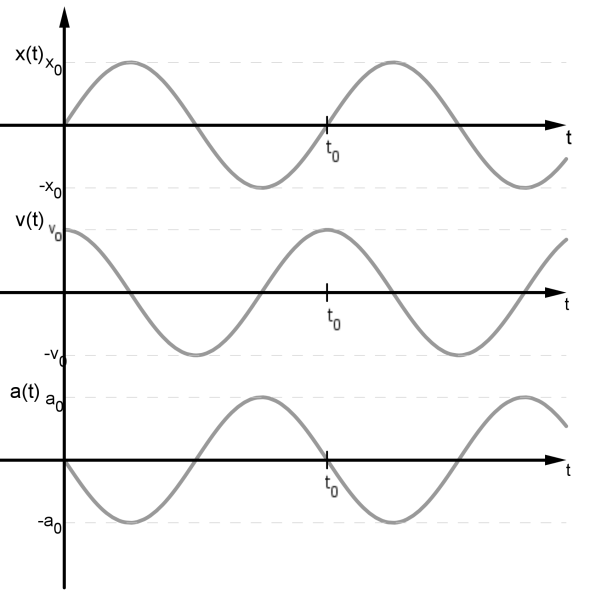 x(t) x₀
t
t₀
-x₀
v(t) v₀
t
t₀
-v₀
a(t) a₀
t
t₀
-a₀